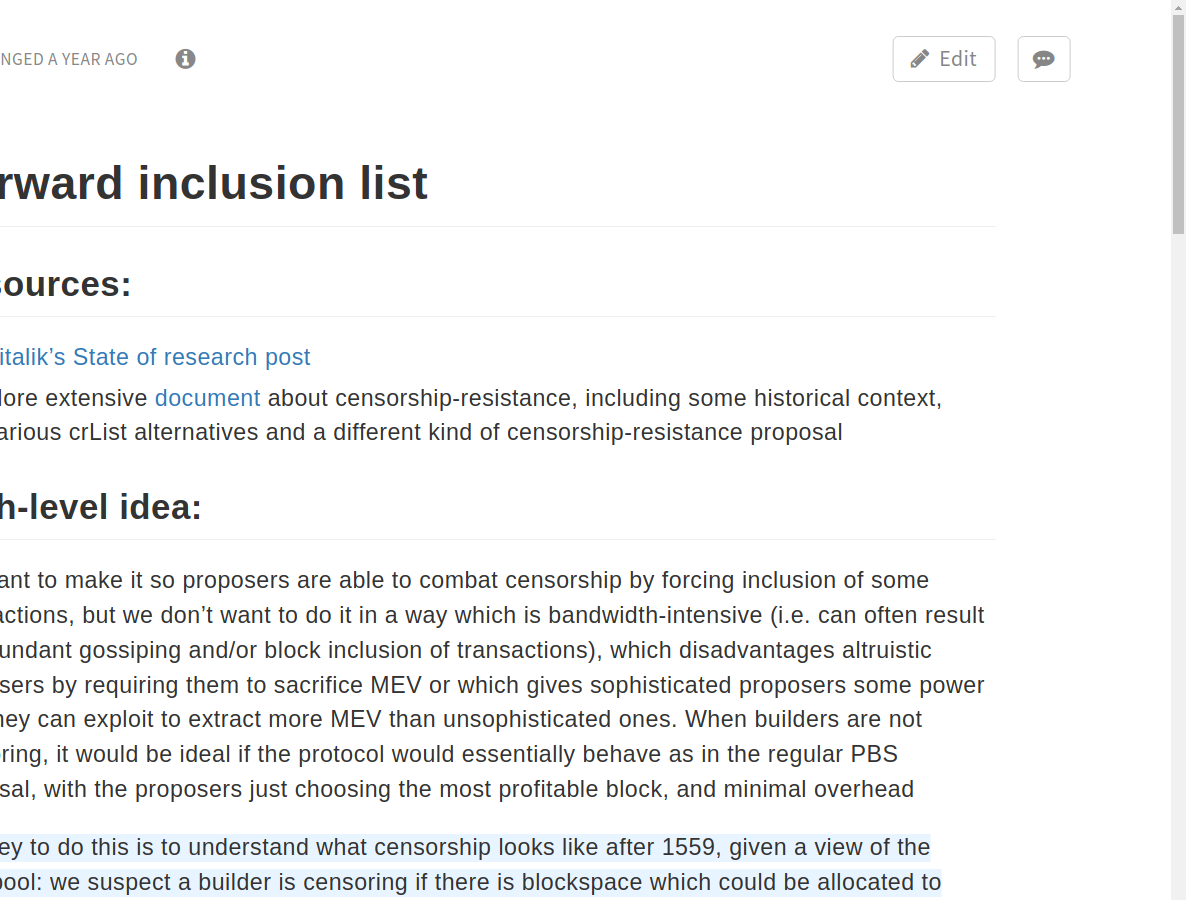 NGED A YEAR AGO
Edit
rward inclusion list
sources:
italik’s State of research post
More extensive document about censorship-resistance, including some historical context,
arious crList alternatives and a different kind of censorship-resistance proposal
h-level idea:
ant to make it so proposers are able to combat censorship by forcing inclusion of some
actions, but we don’t want to do it in a way which is bandwidth-intensive (i.e. can often result
undant gossiping and/or block inclusion of transactions), which disadvantages altruistic
sers by requiring them to sacrifice MEV or which gives sophisticated proposers some power
hey can exploit to extract more MEV than unsophisticated ones. When builders are not
oring, it would be ideal if the protocol would essentially behave as in the regular PBS
sal, with the proposers just choosing the most profitable block, and minimal overhead
ey to do this is to understand what censorship looks like after 1559, given a view of the
pool: we suspect a builder is censoring if there is blockspace which could be allocated to